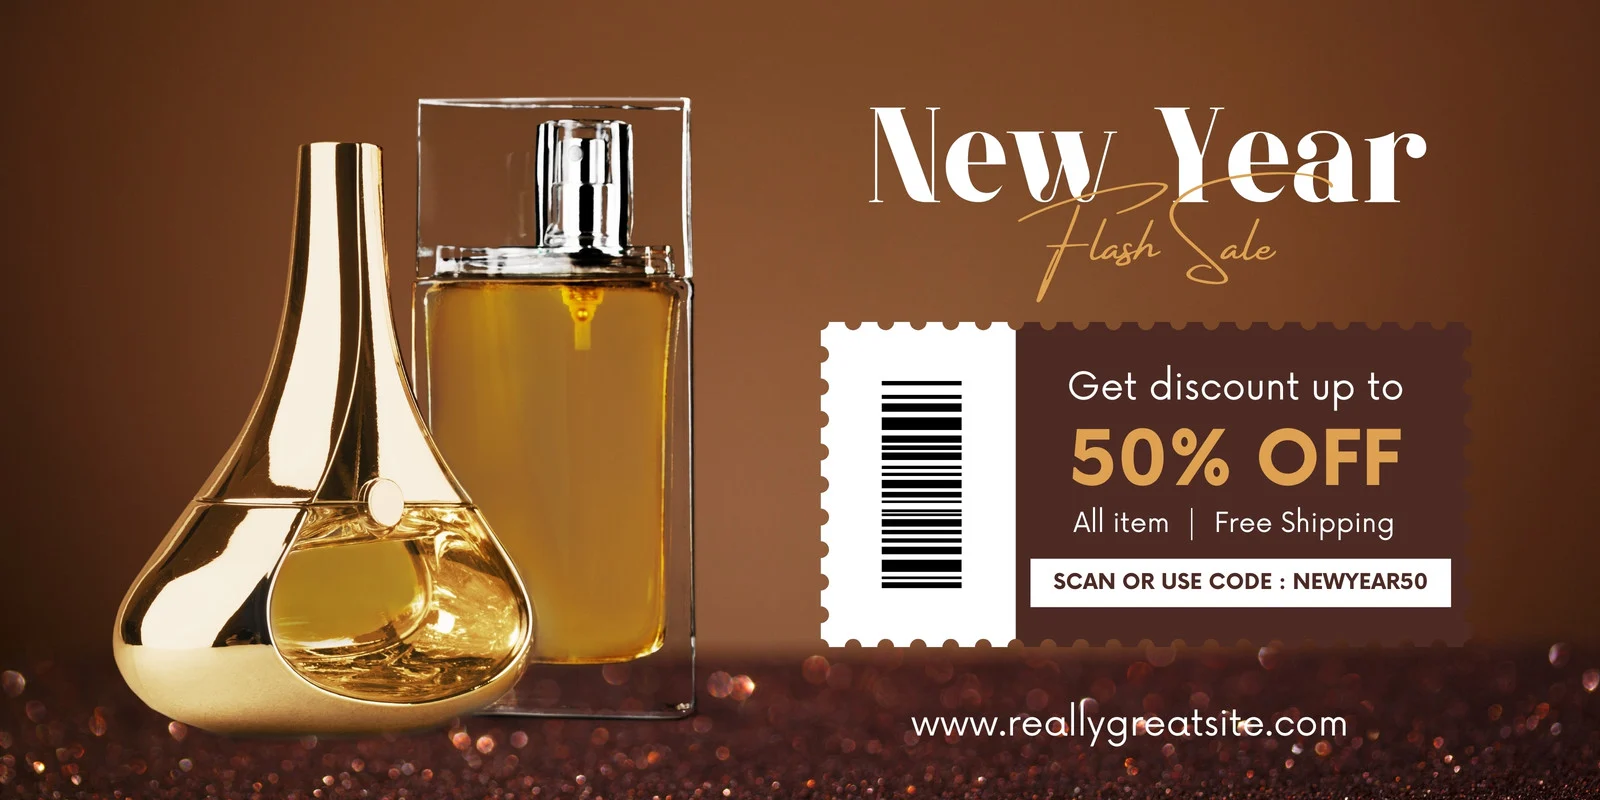 New Year
Flash Sale
Get discount up to
50% OFF
All item | Free Shipping
SCAN OR USE CODE : NEWYEAR50
www.reallygreatsite.com